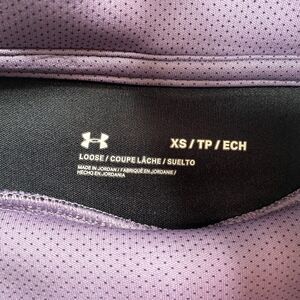 XS / TP / ECH
LOOSE / COUPE LÂCHE / SUELTO
MADE IN JORDAN / FABRIQUÉ EN JORDANIE /
HECHO EN JORDANIA